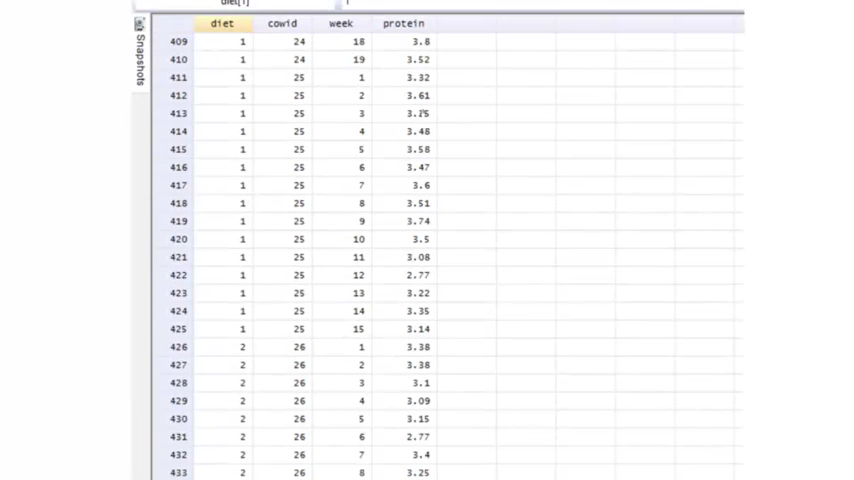 diet[1] 1
Snapshots
diet cowid week protein
409 1 24 18 3.8
410 1 24 19 3.52
411 1 25 1 3.32
412 1 25 2 3.61
413 1 25 3
414 1 25 4 3.48
415 1 25 5 3.58
416 1 25 6 3.47
417 1 25 7 3.6
418 1 25 8 3.51
419 1 25 9 3.74
420 1 25 10 3.5
421 1 25 11 3.08
422 1 25 12 2.77
423 1 25 13 3.22
424 1 25 14 3.35
425 1 25 15 3.14
426 2 26 1 3.38
427 2 26 2 3.38
428 2 26 3 3.1
429 2 26 4 3.09
430 2 26 5 3.15
431 2 26 6 2.77
432 2 26 7 3.4
433 2 26 8 3.25